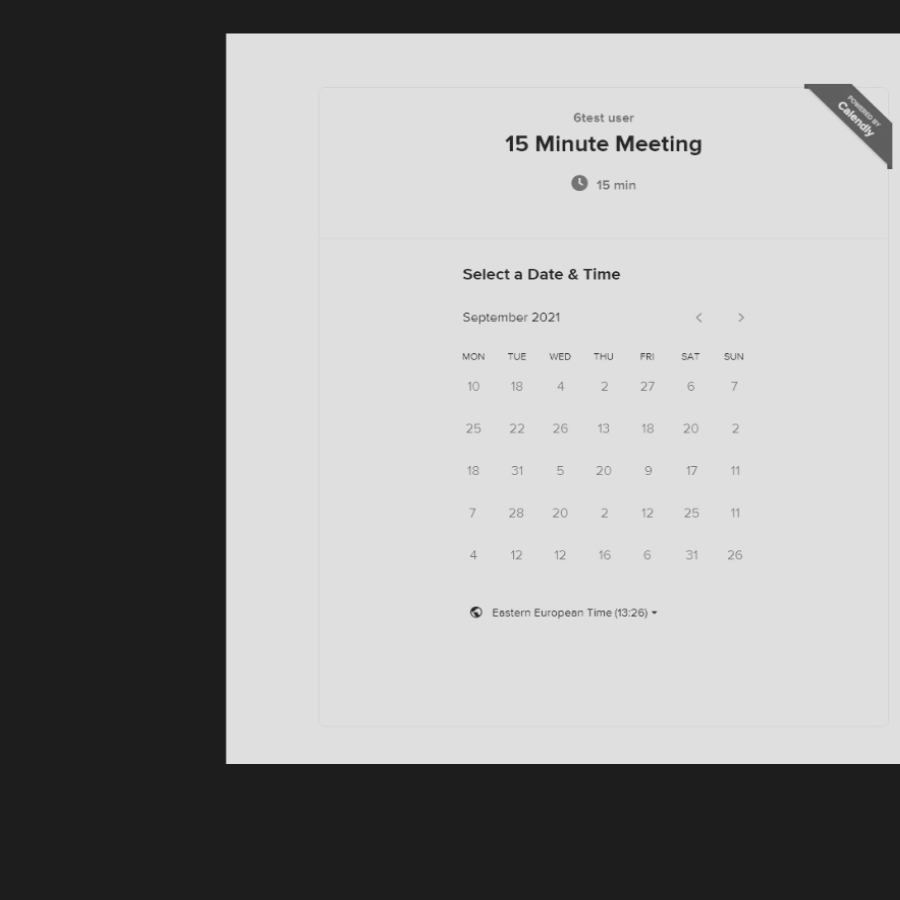 POWERED BY
Calendly
6test user
15 Minute Meeting
15 min
Select a Date & Time
September 2021
MON TUE WED THU FRI SAT SUN
10 18 4 2 27 6 7
25 22 26 13 18 20 2
18 31 5 20 9 17 11
7 28 20 2 12 25 11
4 12 12 16 6 31 26
Eastern European Time (13:26)